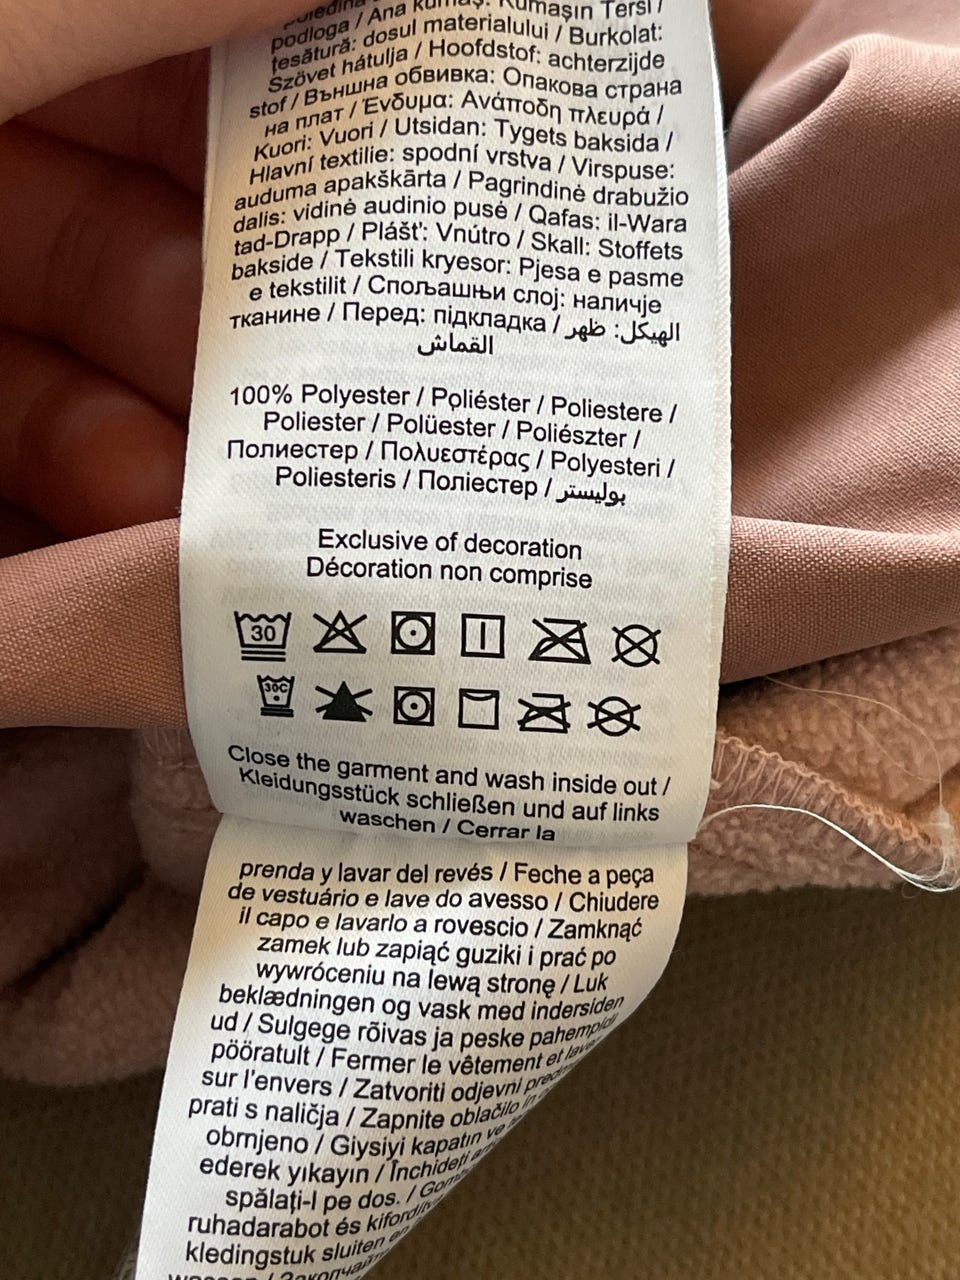 podloga / Ana kumaş: Kumaşın Tersi /
ţesătură: dosul materialului / Burkolat:
Szövet hátulja / Hoofdstof: achterzijde
stof / Външна обвивка: Опакова страна
на плат / Ένδυμα: Ανάποδη πλευρά /
Kuori: Vuori / Utsidan: Tygets baksida /
Hlavní textilie: spodní vrstva / Virspuse:
auduma apakškārta / Pagrindinė drabužio
dalis: vidinė audinio pusė / Qafas: il-Wara
tad-Drapp / Plášť: Vnútro / Skall: Stoffets
bakside / Tekstili kryesor: Pjesa e pasme
e tekstilit / Спољашњи слој: наличје
тканине / Перед: підкладка / الهيكل: ظهر
القماش
100% Polyester / Poliéster / Poliestere /
Poliester / Polüester / Poliészter /
Полиестер / Πολυεστέρας / Polyesteri /
Poliesteris / Поліестер / بوليستر
Exclusive of decoration
Décoration non comprise
30
30C
Close the garment and wash inside out /
Kleidungsstück schließen und auf links
waschen / Cerrar la
prenda y lavar del revés / Feche a peça
de vestuário e lave do avesso / Chiudere
il capo e lavarlo a rovescio / Zamknąć
zamek lub zapiąć guziki i prać po
wywróceniu na lewą stronę / Luk
beklædningen og vask med indersiden
ud / Sulgege rõivas ja peske pahempidi
pööratult / Fermer le vêtement et
sur l'envers / Zatvoriti odjevni
prati s naličja / Zapnite oblačilo in
obrnjeno / Giysiyi kapatın ve
ederek yıkayın / Închideți
spălați-l pe dos. /
ruhadarabot és
kledingstuk sluiten en